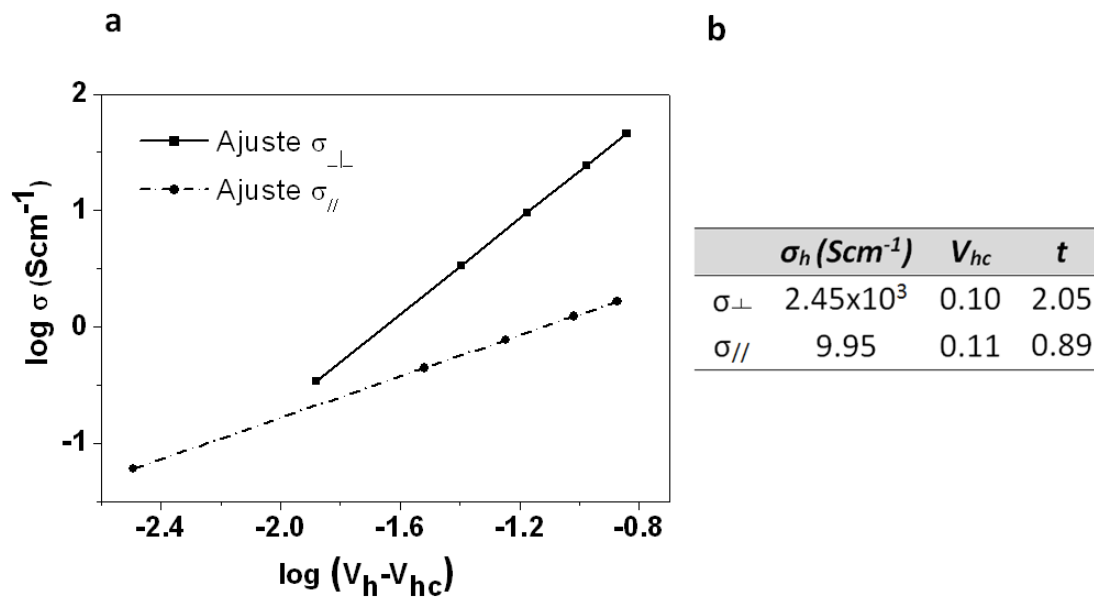 a
b
2
1
0
-1
log σ (Scm⁻¹)
Ajuste σ⊥
Ajuste σ//
-2.4 -2.0 -1.6 -1.2 -0.8
log (Vh-Vhc)
σh (Scm⁻¹) Vhc t
σ⊥ 2.45x10³ 0.10 2.05
σ// 9.95 0.11 0.89